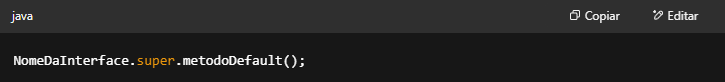 java
Copiar
Editar
NomeDaInterface.super.metodoDefault();